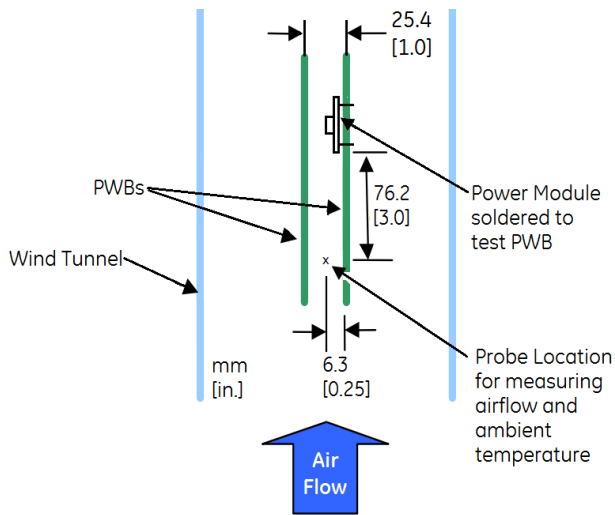 25.4
[1.0]
PWBs
76.2
[3.0]
Power Module
soldered to
test PWB
Wind Tunnel
x
mm
[in.]
6.3
[0.25]
Probe Location
for measuring
airflow and
ambient
temperature
Air
Flow